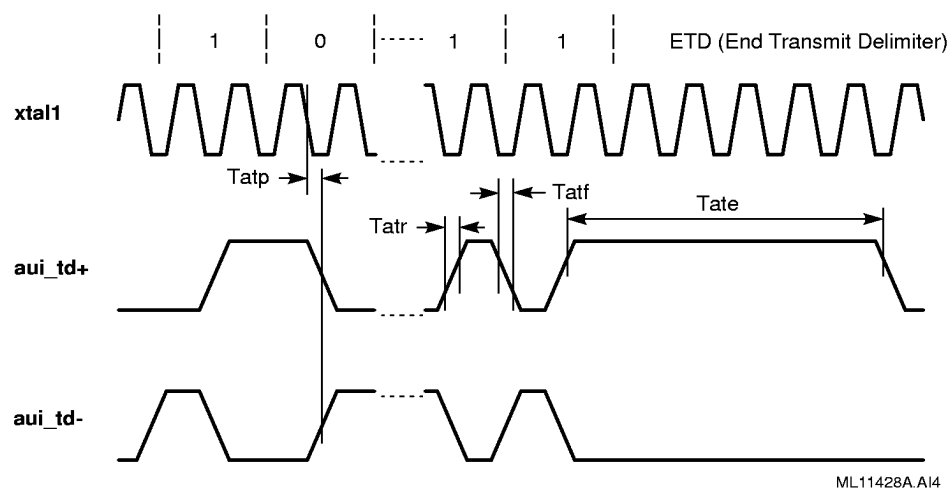 1 0 1 1 ETD (End Transmit Delimiter)
xtal1
Tatp
Tatf
Tatr
Tate
aui_td+
aui_td-
ML11428A.AI4